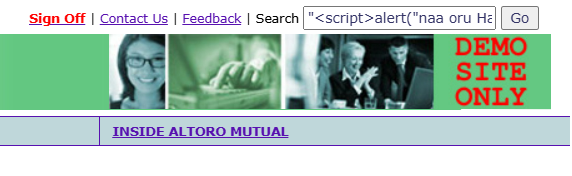 Sign Off | Contact Us | Feedback | Search "<script>alert("naa oru Ha Go
DEMO
SITE
ONLY
INSIDE ALTORO MUTUAL